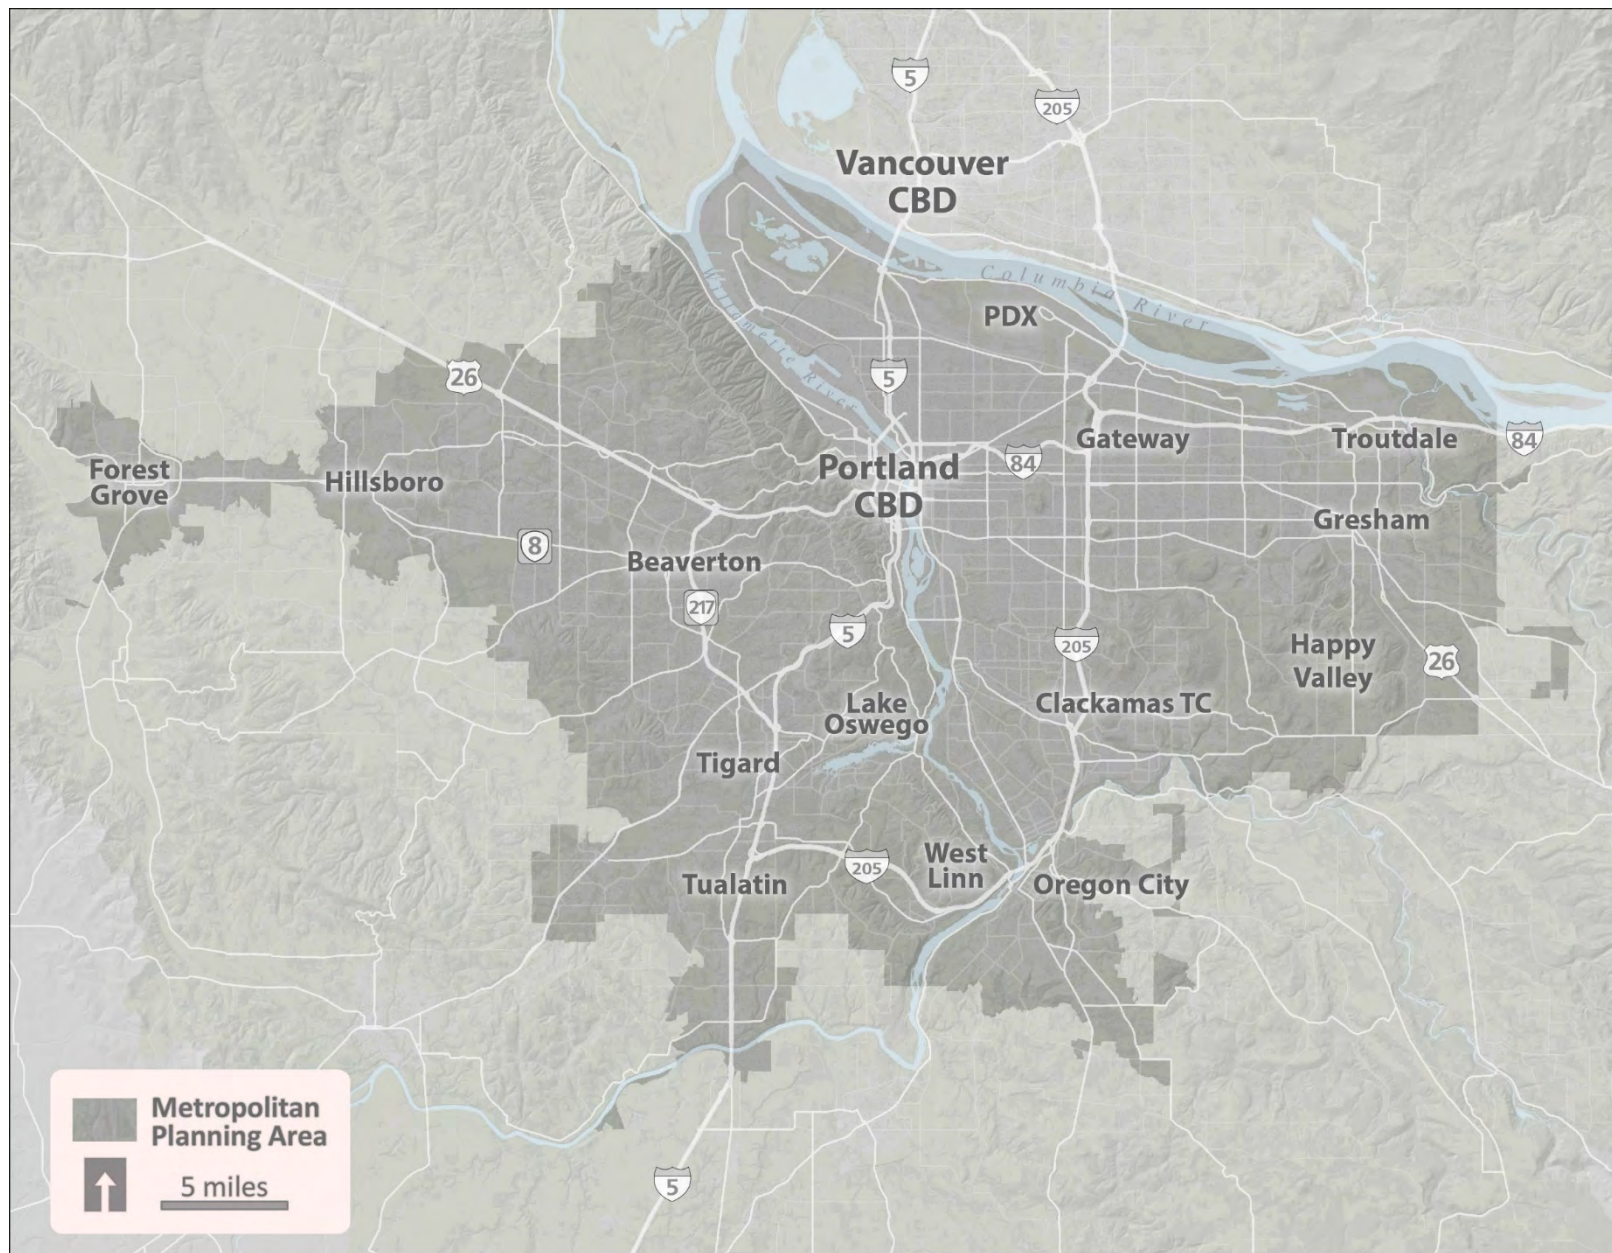 5
205
Vancouver
CBD
Columbia River
PDX
Willamette River
26
5
Gateway
Troutdale
84
84
Portland
CBD
Forest
Grove
Hillsboro
Gresham
8
Beaverton
217
5
205
Happy
Valley
26
Lake
Oswego
Clackamas TC
Tigard
205
West
Linn
Tualatin
Oregon City
Metropolitan
Planning Area
5 miles
5